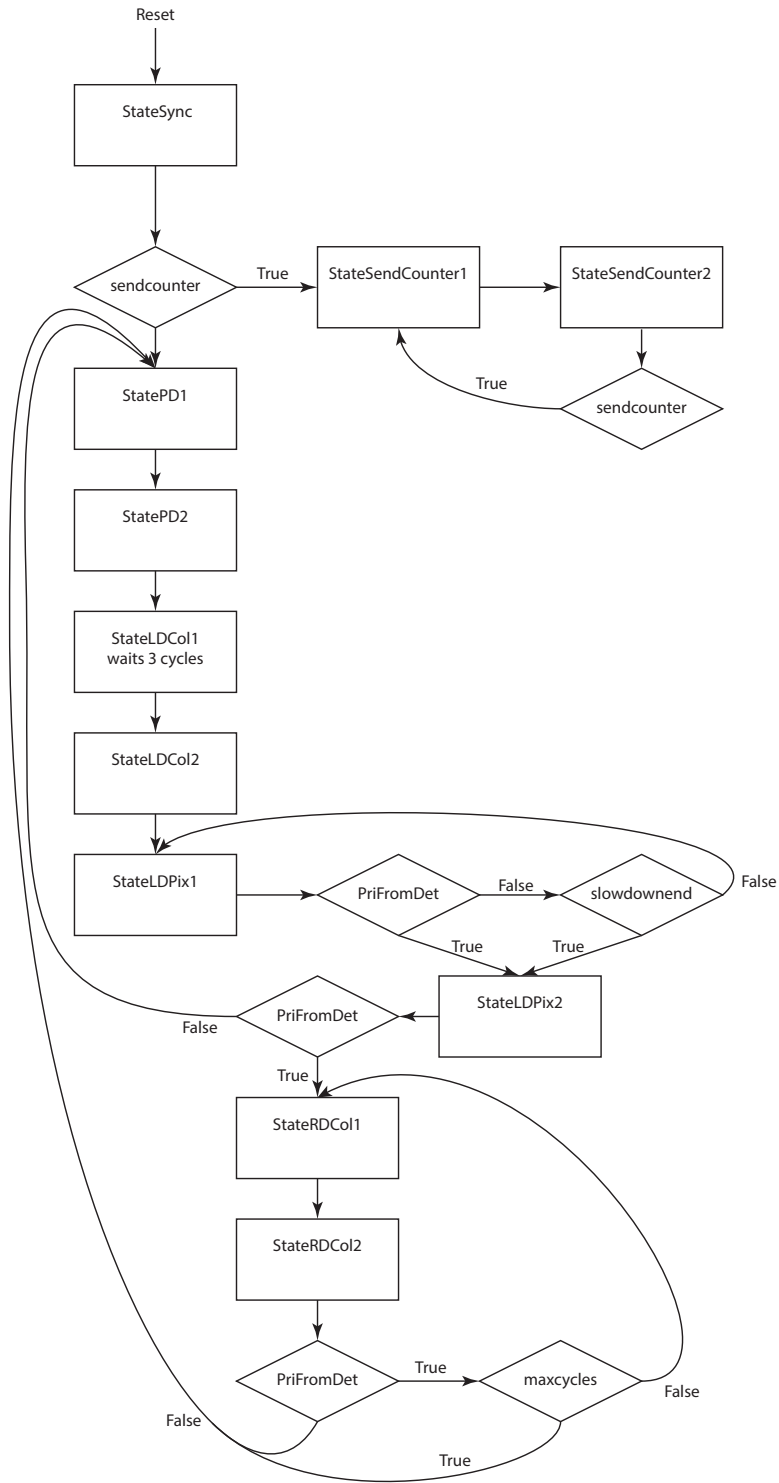 Reset
StateSync
sendcounter
True
StateSendCounter1
StateSendCounter2
True
sendcounter
StatePD1
StatePD2
StateLDCol1
waits 3 cycles
StateLDCol2
StateLDPix1
PriFromDet
False
slowdownend
False
True
True
StateLDPix2
PriFromDet
False
True
StateRDCol1
StateRDCol2
PriFromDet
True
maxcycles
False
False
True